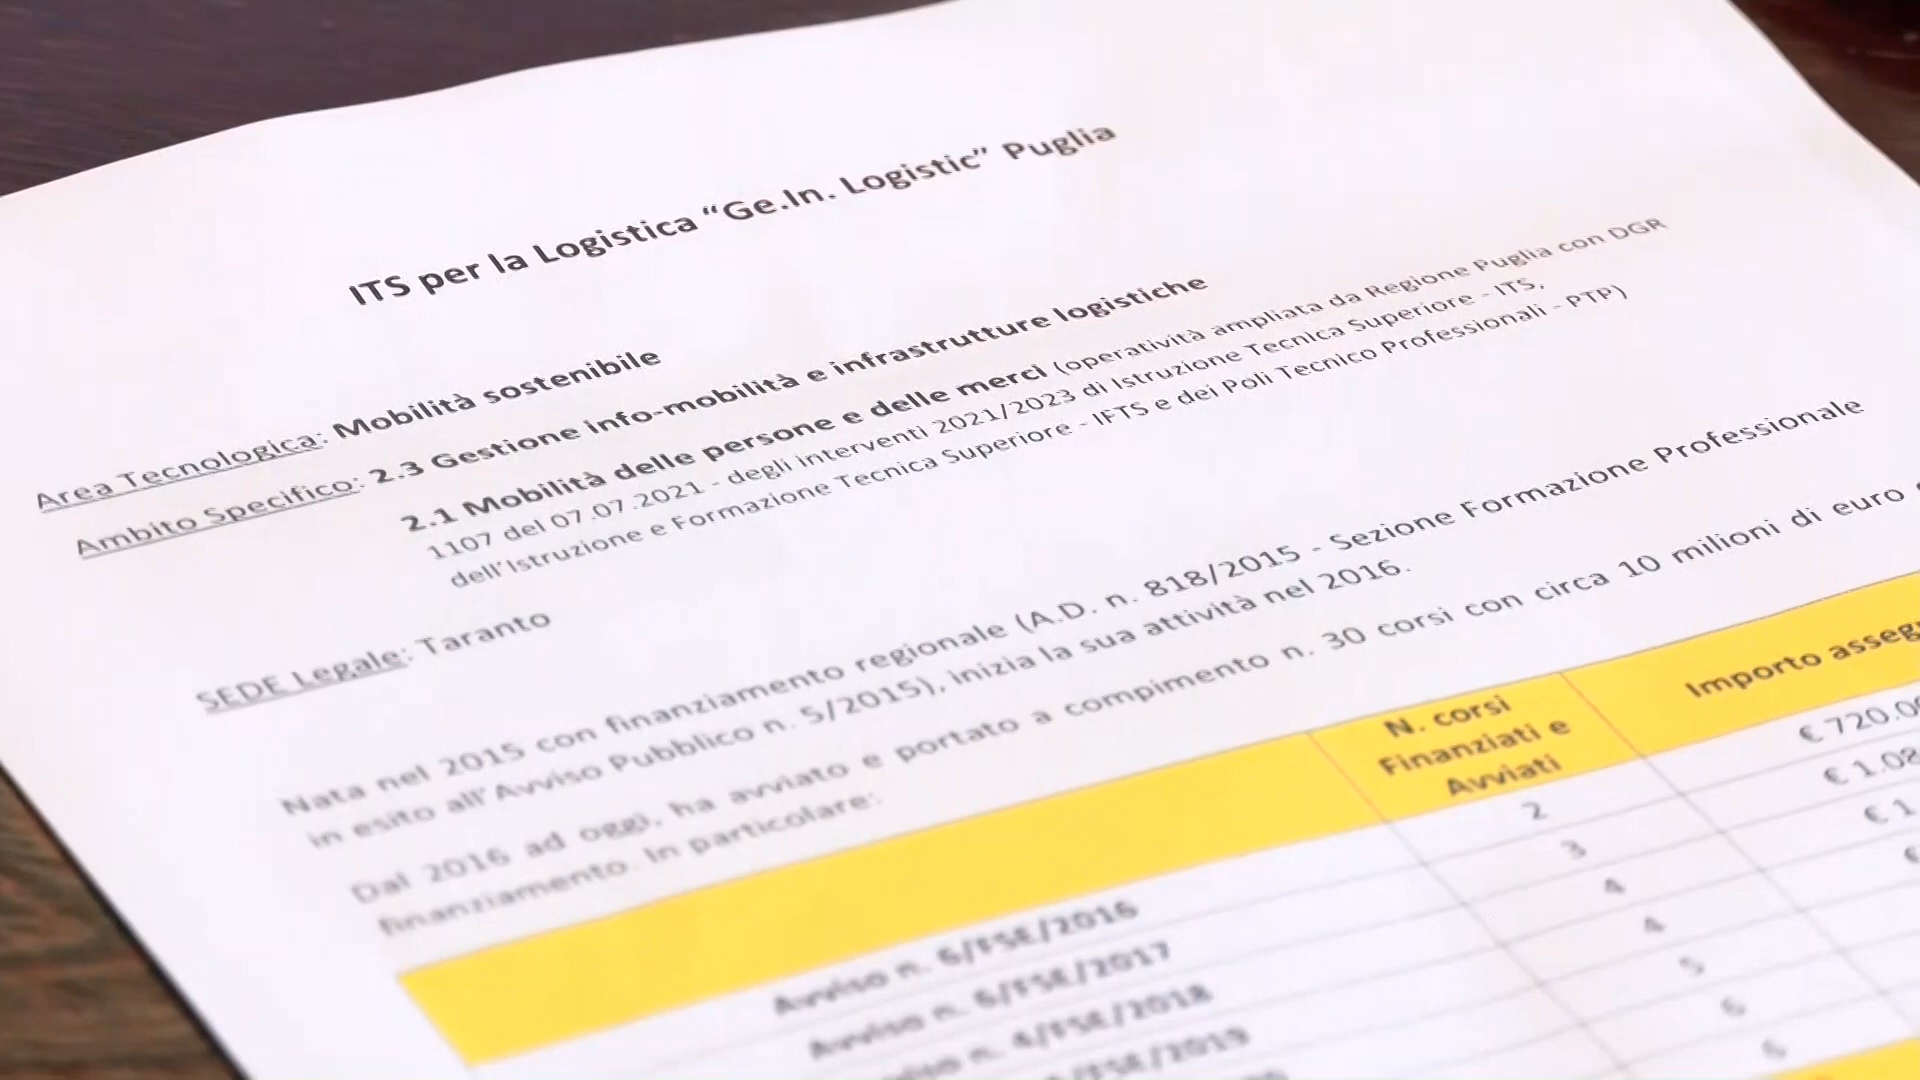 ITS per la Logistica “Ge.In. Logistic” Puglia
Area Tecnologica: Mobilità sostenibile
Ambito Specifico: 2.3 Gestione info-mobilità e infrastrutture logistiche
2.1 Mobilità delle persone e delle merci (operatività ampliata da Regione Puglia con DGR
1107 del 07.07.2021 - degli interventi 2021/2023 di Istruzione Tecnica Superiore - ITS,
dell’Istruzione e Formazione Tecnica Superiore - IFTS e dei Poli Tecnico Professionali - PTP)
SEDE Legale: Taranto
Nata nel 2015 con finanziamento regionale (A.D. n. 818/2015 - Sezione Formazione Professionale
in esito all’Avviso Pubblico n. 5/2015), inizia la sua attività nel 2016.
Dal 2016 ad oggi, ha avviato e portato a compimento n. 30 corsi con circa 10 milioni di euro
finanziamento. In particolare:
N. corsi
Finanziati e
Avviati
Importo asseg
Avviso n. 6/FSE/2016 2 € 720.00
Avviso n. 6/FSE/2017 3 € 1.08
Avviso n. 4/FSE/2018 4 € 1
/FSE/2019 4 €
5
6
6